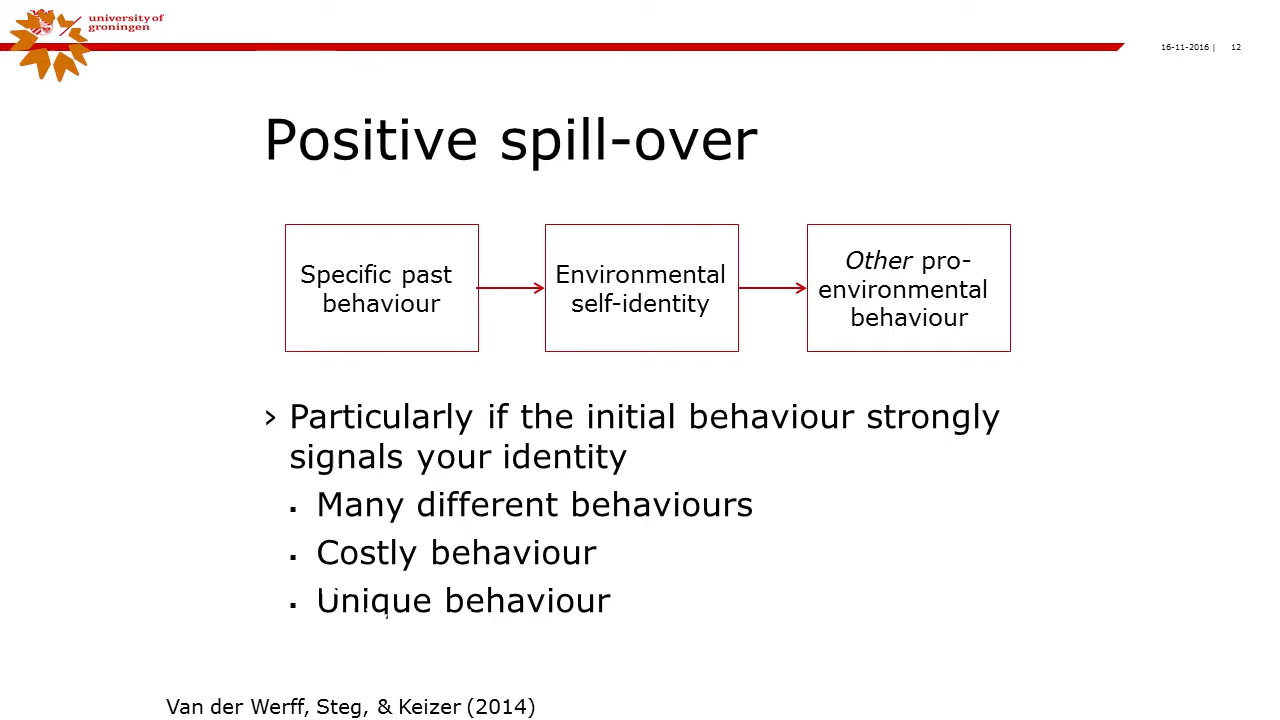 university of
groningen
16-11-2016 | 12
Positive spill-over
Specific past
behaviour
Environmental
self-identity
Other pro-
environmental
behaviour
› Particularly if the initial behaviour strongly
signals your identity
▪ Many different behaviours
▪ Costly behaviour
▪ Unique behaviour
Van der Werff, Steg, & Keizer (2014)